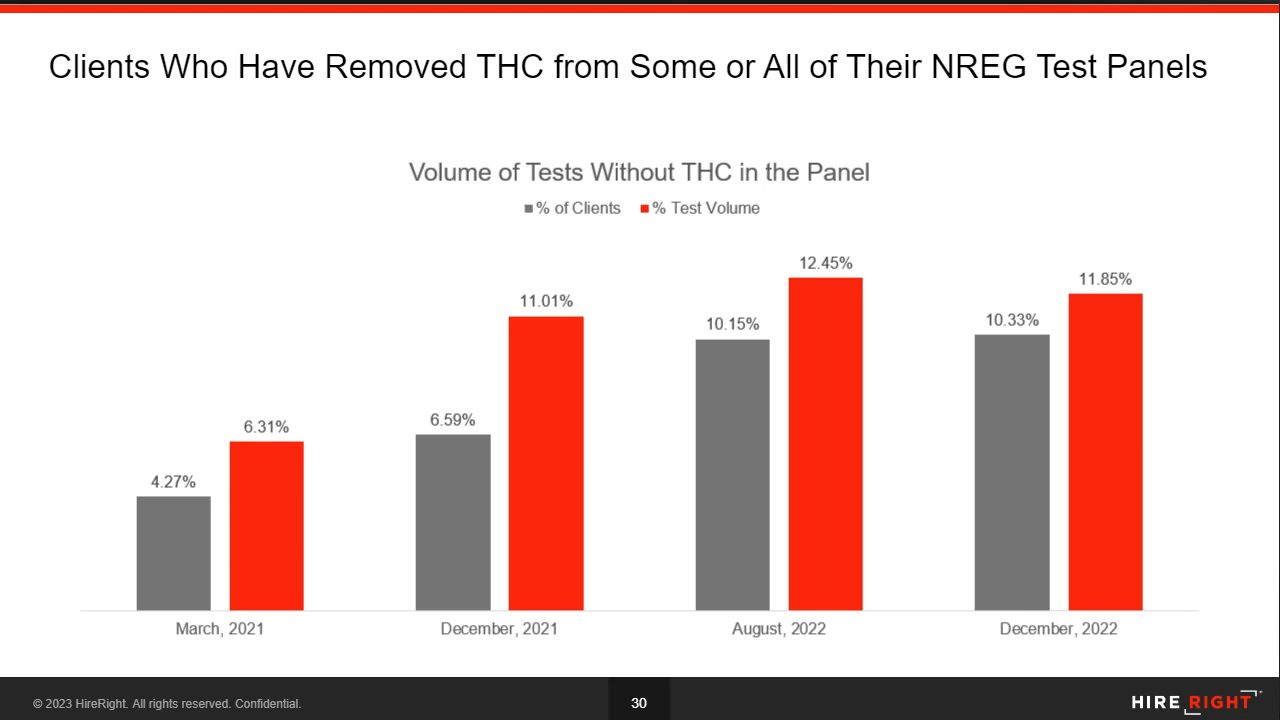 Clients Who Have Removed THC from Some or All of Their NREG Test Panels
Volume of Tests Without THC in the Panel
% of Clients % Test Volume
4.27%
6.31%
6.59%
11.01%
10.15%
12.45%
10.33%
11.85%
March, 2021
December, 2021
August, 2022
December, 2022
© 2023 HireRight. All rights reserved. Confidential.
30
HIRE RIGHT